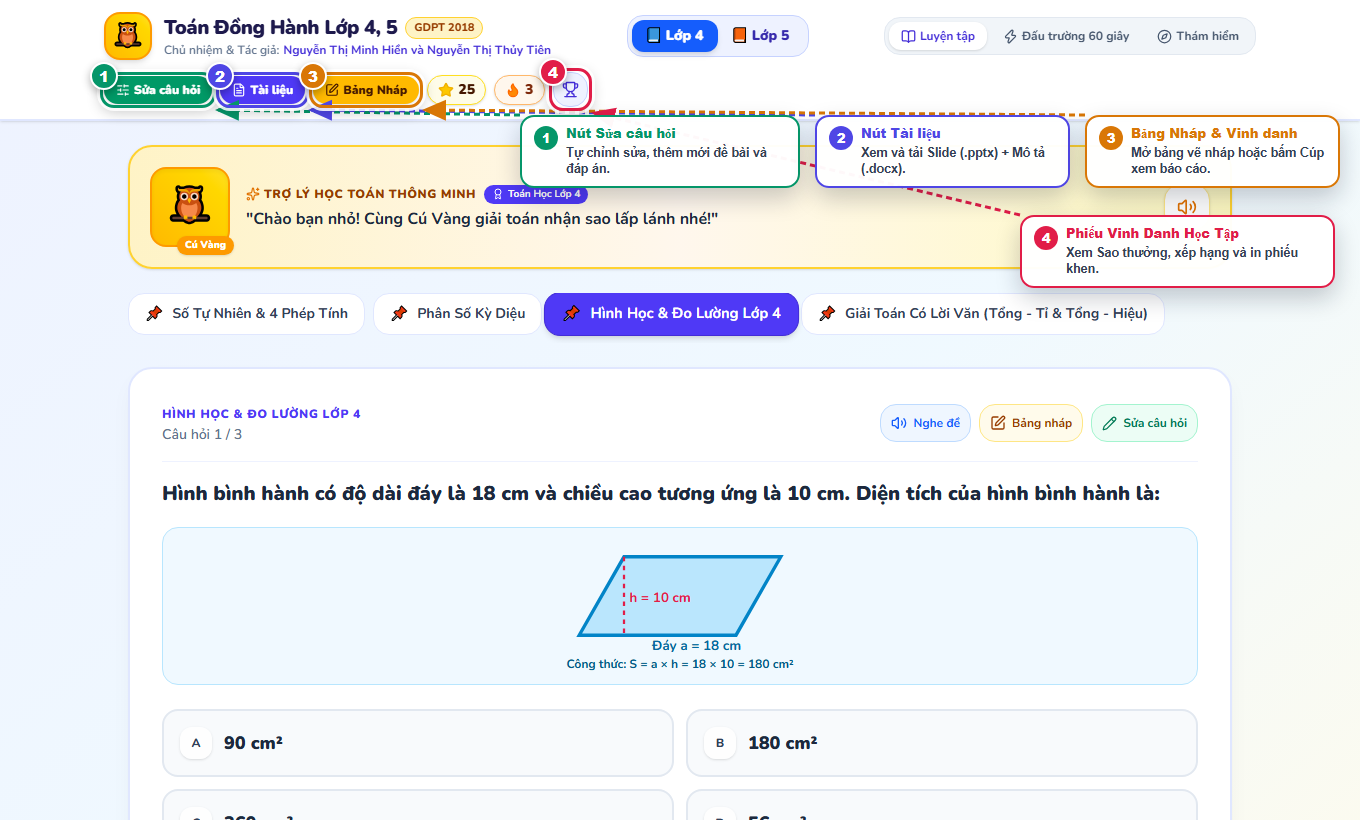 Toán Đồng Hành Lớp 4, 5
GDPT 2018
Chủ nhiệm & Tác giả: Nguyễn Thị Minh Hiền và Nguyễn Thị Thủy Tiên
Lớp 4
Lớp 5
Luyện tập
Đấu trường 60 giây
Thám hiểm
1
Sửa câu hỏi
2
Tài liệu
3
Bảng Nháp
25
3
4
1
Nút Sửa câu hỏi
Tự chỉnh sửa, thêm mới đề bài và
đáp án.
2
Nút Tài liệu
Xem và tải Slide (.pptx) + Mô tả
(.docx).
3
Bảng Nháp & Vinh danh
Mở bảng vẽ nháp hoặc bấm Cúp
xem báo cáo.
4
Phiếu Vinh Danh Học Tập
Xem Sao thưởng, xếp hạng và in phiếu
khen.
TRỢ LÝ HỌC TOÁN THÔNG MINH
Toán Học Lớp 4
"Chào bạn nhỏ! Cùng Cú Vàng giải toán nhận sao lấp lánh nhé!"
Cú Vàng
Số Tự Nhiên & 4 Phép Tính
Phân Số Kỳ Diệu
Hình Học & Đo Lường Lớp 4
Giải Toán Có Lời Văn (Tổng - Tỉ & Tổng - Hiệu)
HÌNH HỌC & ĐO LƯỜNG LỚP 4
Câu hỏi 1 / 3
Nghe đề
Bảng nháp
Sửa câu hỏi
Hình bình hành có độ dài đáy là 18 cm và chiều cao tương ứng là 10 cm. Diện tích của hình bình hành là:
h = 10 cm
Đáy a = 18 cm
Công thức: S = a × h = 18 × 10 = 180 cm²
A
90 cm²
B
180 cm²